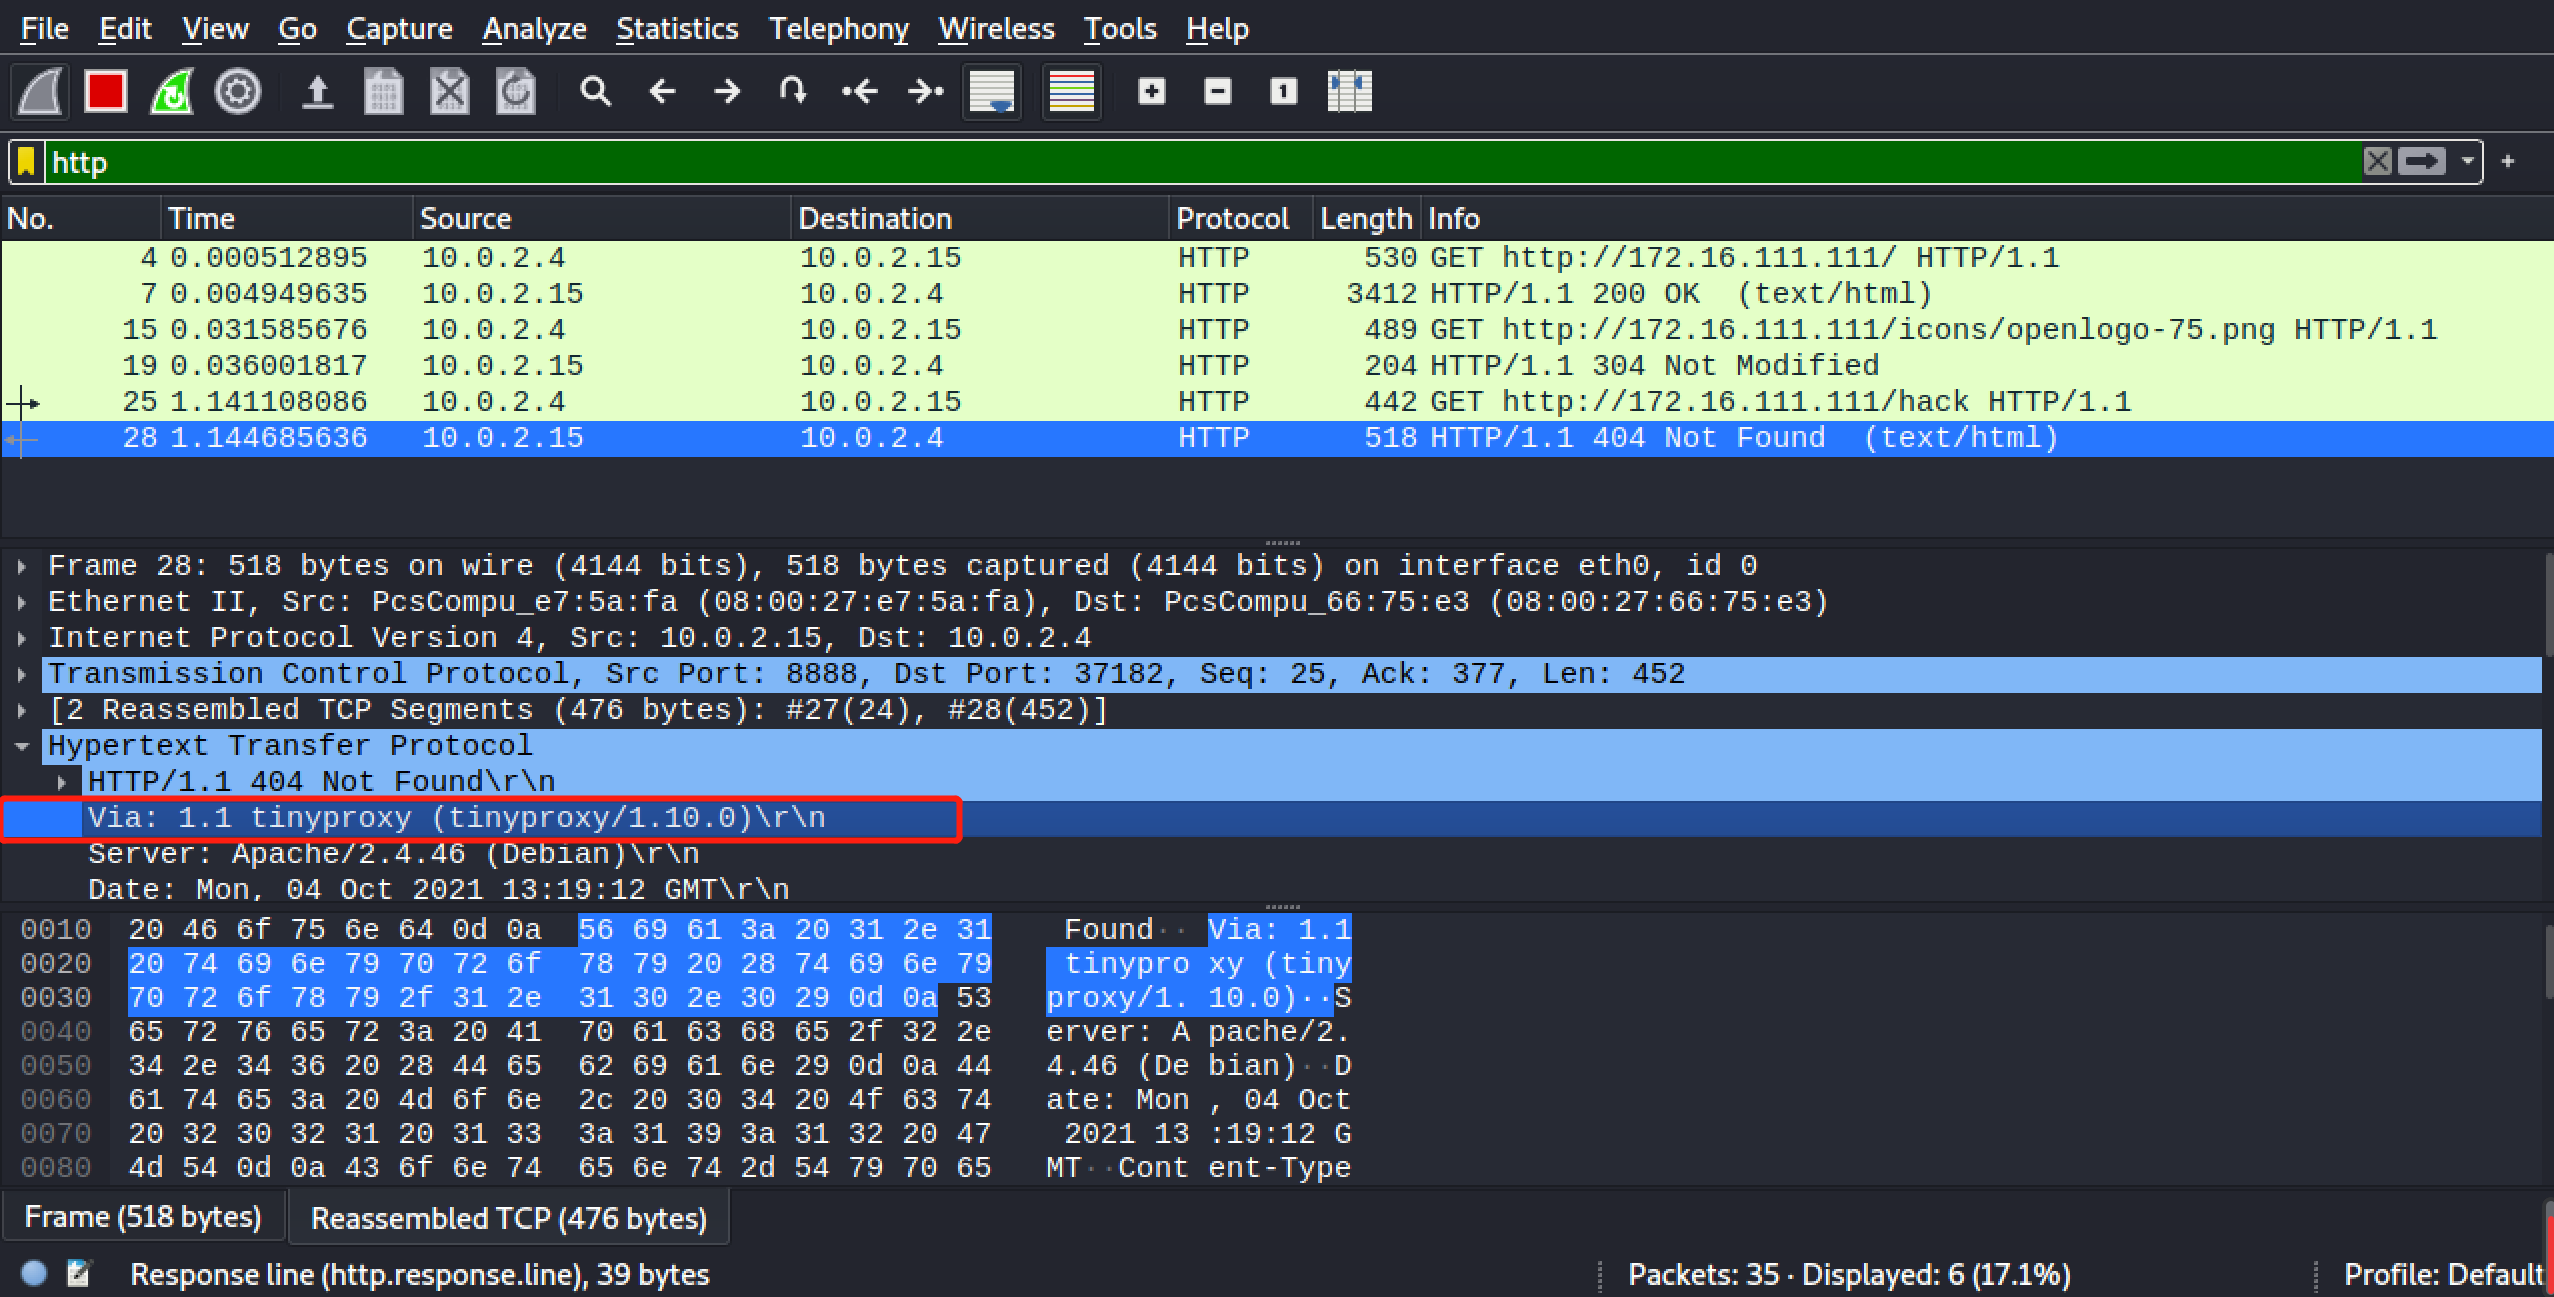 File Edit View Go Capture Analyze Statistics Telephony Wireless Tools Help
http
No. Time Source Destination Protocol Length Info
4 0.000512895 10.0.2.4 10.0.2.15 HTTP 530 GET http://172.16.111.111/ HTTP/1.1
7 0.004949635 10.0.2.15 10.0.2.4 HTTP 3412 HTTP/1.1 200 OK (text/html)
15 0.031585676 10.0.2.4 10.0.2.15 HTTP 489 GET http://172.16.111.111/icons/openlogo-75.png HTTP/1.1
19 0.036001817 10.0.2.15 10.0.2.4 HTTP 204 HTTP/1.1 304 Not Modified
25 1.141108086 10.0.2.4 10.0.2.15 HTTP 442 GET http://172.16.111.111/hack HTTP/1.1
28 1.144685636 10.0.2.15 10.0.2.4 HTTP 518 HTTP/1.1 404 Not Found (text/html)
Frame 28: 518 bytes on wire (4144 bits), 518 bytes captured (4144 bits) on interface eth0, id 0
Ethernet II, Src: PcsCompu_e7:5a:fa (08:00:27:e7:5a:fa), Dst: PcsCompu_66:75:e3 (08:00:27:66:75:e3)
Internet Protocol Version 4, Src: 10.0.2.15, Dst: 10.0.2.4
Transmission Control Protocol, Src Port: 8888, Dst Port: 37182, Seq: 25, Ack: 377, Len: 452
[2 Reassembled TCP Segments (476 bytes): #27(24), #28(452)]
Hypertext Transfer Protocol
HTTP/1.1 404 Not Found\r\n
Via: 1.1 tinyproxy (tinyproxy/1.10.0)\r\n
Server: Apache/2.4.46 (Debian)\r\n
Date: Mon, 04 Oct 2021 13:19:12 GMT\r\n
0010 20 46 6f 75 6e 64 0d 0a 56 69 61 3a 20 31 2e 31 Found·· Via: 1.1
0020 20 74 69 6e 79 70 72 6f 78 79 20 28 74 69 6e 79 tinypro xy (tiny
0030 70 72 6f 78 79 2f 31 2e 31 30 2e 30 29 0d 0a 53 proxy/1. 10.0)··S
0040 65 72 76 65 72 3a 20 41 70 61 63 68 65 2f 32 2e erver: A pache/2.
0050 34 2e 34 36 20 28 44 65 62 69 61 6e 29 0d 0a 44 4.46 (De bian)··D
0060 61 74 65 3a 20 4d 6f 6e 2c 20 30 34 20 4f 63 74 ate: Mon , 04 Oct
0070 20 32 30 32 31 20 31 33 3a 31 39 3a 31 32 20 47 2021 13 :19:12 G
0080 4d 54 0d 0a 43 6f 6e 74 65 6e 74 2d 54 79 70 65 MT··Cont ent-Type
Frame (518 bytes) Reassembled TCP (476 bytes)
Response line (http.response.line), 39 bytes Packets: 35 · Displayed: 6 (17.1%) Profile: Default